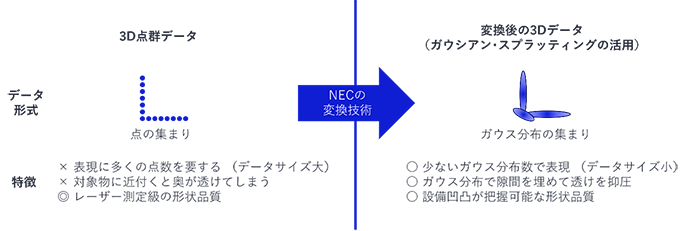 3D点群データ
変換後の3Dデータ
（ガウシアン・スプラッティングの活用）
データ
形式
NECの
変換技術
点の集まり
ガウス分布の集まり
特徴
× 表現に多くの点数を要する （データサイズ大）
× 対象物に近付くと奥が透けてしまう
◎ レーザー測定級の形状品質
○ 少ないガウス分布数で表現 （データサイズ小）
○ ガウス分布で隙間を埋めて透けを抑圧
○ 設備凹凸が把握可能な形状品質